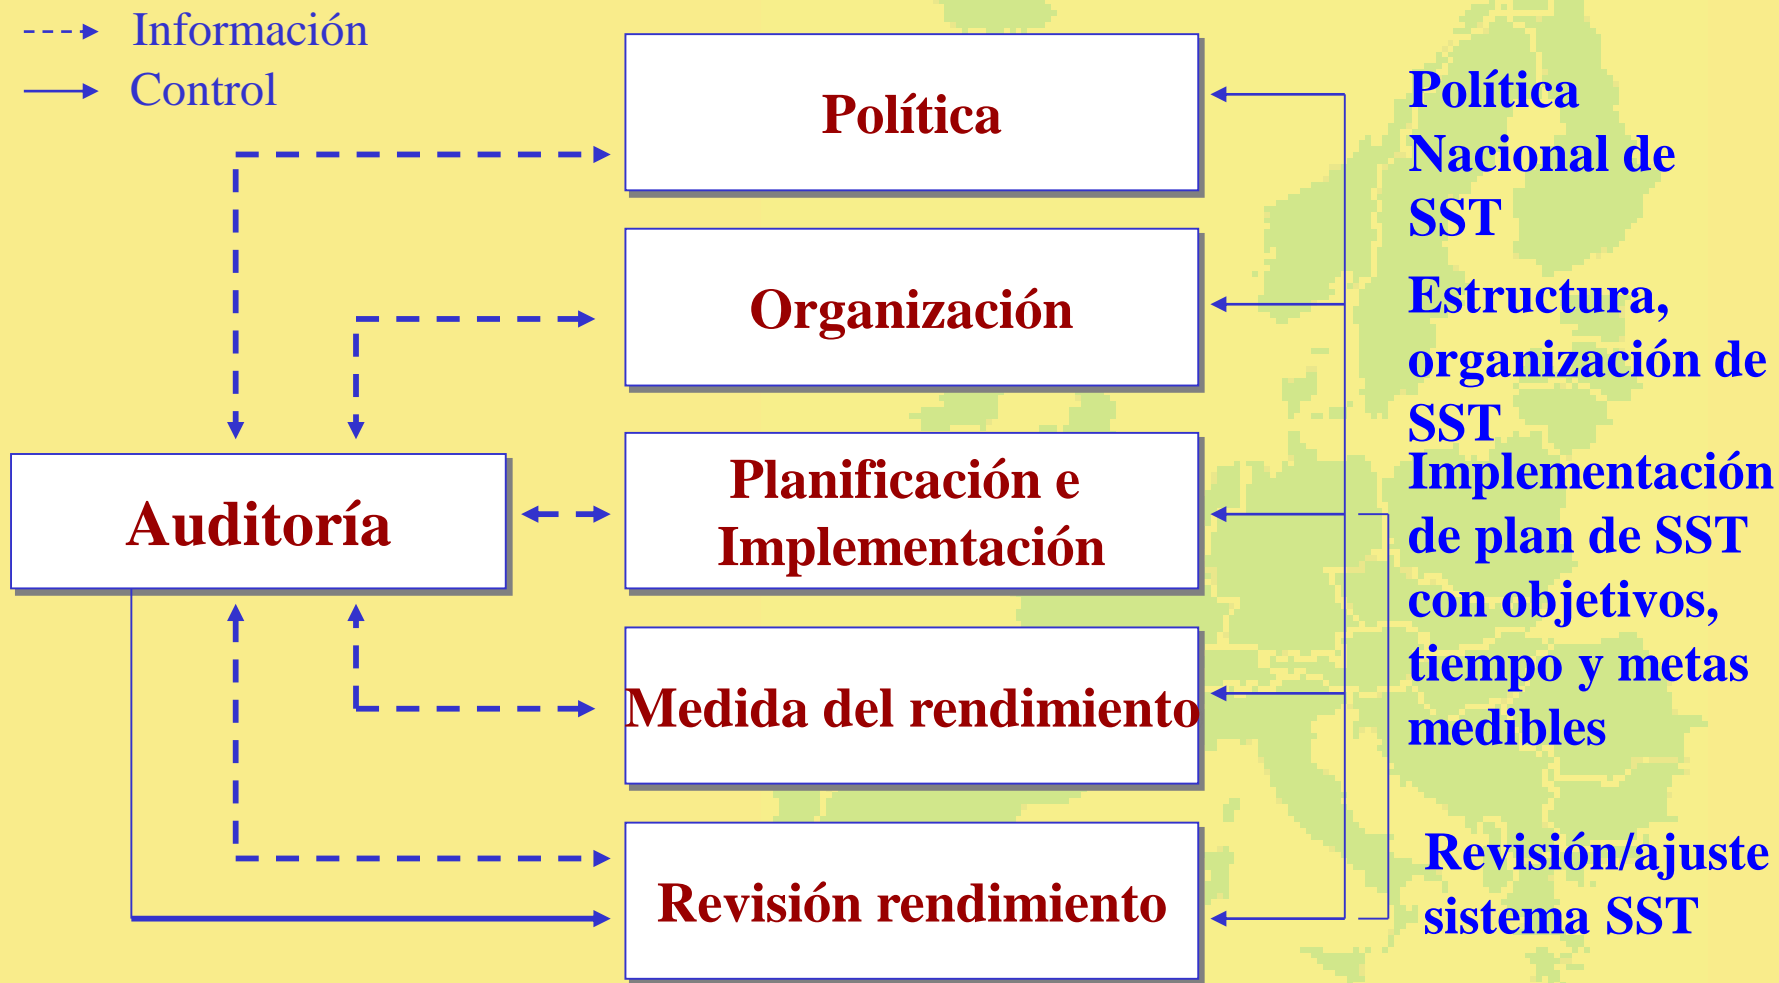 Información
Control
Política
Organización
Auditoría
Planificación e
Implementación
Medida del rendimiento
Revisión rendimiento
Política
Nacional de
SST
Estructura,
organización de
SST
Implementación
de plan de SST
con objetivos,
tiempo y metas
medibles
Revisión/ajuste
sistema SST